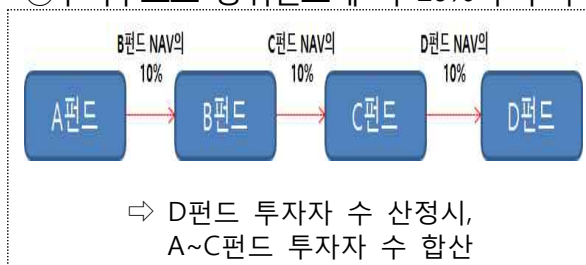 B펀드 NAV의 C펀드 NAV의 D펀드 NAV의
10% 10% 10%
A펀드 B펀드 C펀드 D펀드
⇨ D펀드 투자자 수 산정시,
A~C펀드 투자자 수 합산